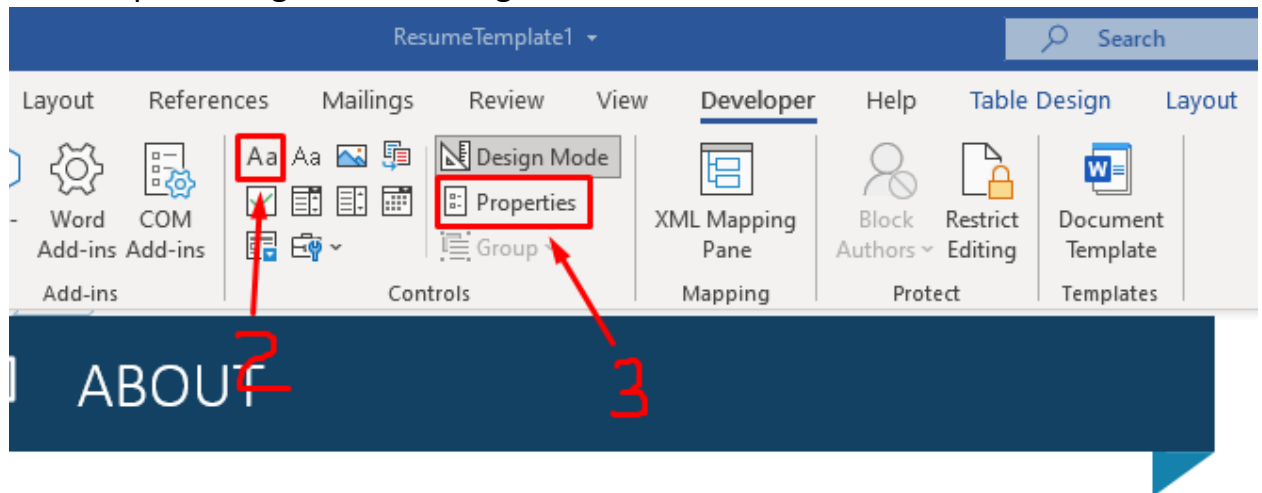 ResumeTemplate1
Search
Layout References Mailings Review View Developer Help Table Design Layout
Aa Aa Design Mode
Properties
Group
Word Add-ins
COM Add-ins
XML Mapping Pane
Block Authors
Restrict Editing
Document Template
Add-ins Controls Mapping Protect Templates
2
3
ABOUT